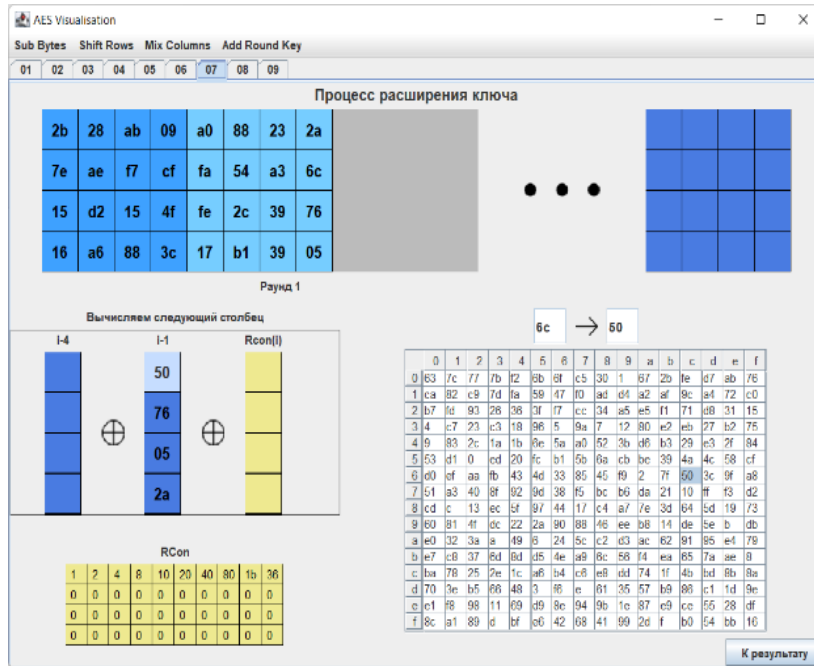 AES Visualisation
Sub Bytes Shift Rows Mix Columns Add Round Key
01 02 03 04 05 06 07 08 09
Процесс расширения ключа
2b 28 ab 09 a0 88 23 2a
7e ae f7 cf fa 54 a3 6c
15 d2 15 4f fe 2c 39 76
16 a6 88 3c 17 b1 39 05
Раунд 1
Вычисляем следующий столбец
I-4 I-1 Rcon(i)
50
76
05
2a
RCon
1 2 4 8 10 20 40 80 1b 36
0 0 0 0 0 0 0 0 0 0
0 0 0 0 0 0 0 0 0 0
0 0 0 0 0 0 0 0 0 0
6c → 50
0 1 2 3 4 5 6 7 8 9 a b c d e f
0 63 7c 77 7b f2 6b 6f c5 30 1 67 2b fe d7 ab 76
1 ca 82 c9 7d fa 59 47 f0 ad d4 a2 af 9c a4 72 c0
2 b7 fd 93 26 36 3f f7 cc 34 a5 e5 f1 71 d8 31 15
3 4 c7 23 c3 18 96 5 9a 7 12 80 e2 eb 27 b2 75
4 9 83 2c 1a 1b 6e 5a a0 52 3b d6 b3 29 e3 2f 84
5 53 d1 0 ed 20 fc b1 5b 6a cb be 39 4a 4c 58 cf
6 d0 ef aa fb 43 4d 33 85 45 f9 2 7f 50 3c 9f a8
7 51 a3 40 8f 92 9d 38 f5 bc b6 da 21 10 ff f3 d2
8 cd c 13 ec 5f 97 44 17 c4 a7 7e 3d 64 5d 19 73
9 60 81 4f dc 22 2a 90 88 46 ee b8 14 de 5e b db
a e0 32 3a a 49 6 24 5c c2 d3 ac 62 91 95 e4 79
b e7 c8 37 6d 8d d5 4e a9 6c 56 f4 ea 65 7a ae 8
c ba 78 25 2e 1c a6 b4 c6 e8 dd 74 1f 4b bd 8b 8a
d 70 3e b5 66 48 3 f6 e 61 35 57 b9 86 c1 1d 9e
e e1 f8 98 11 69 d9 8e 94 9b 1e 87 e9 ce 55 28 df
f 8c a1 89 d bf e6 42 68 41 99 2d f b0 54 bb 16
К результату